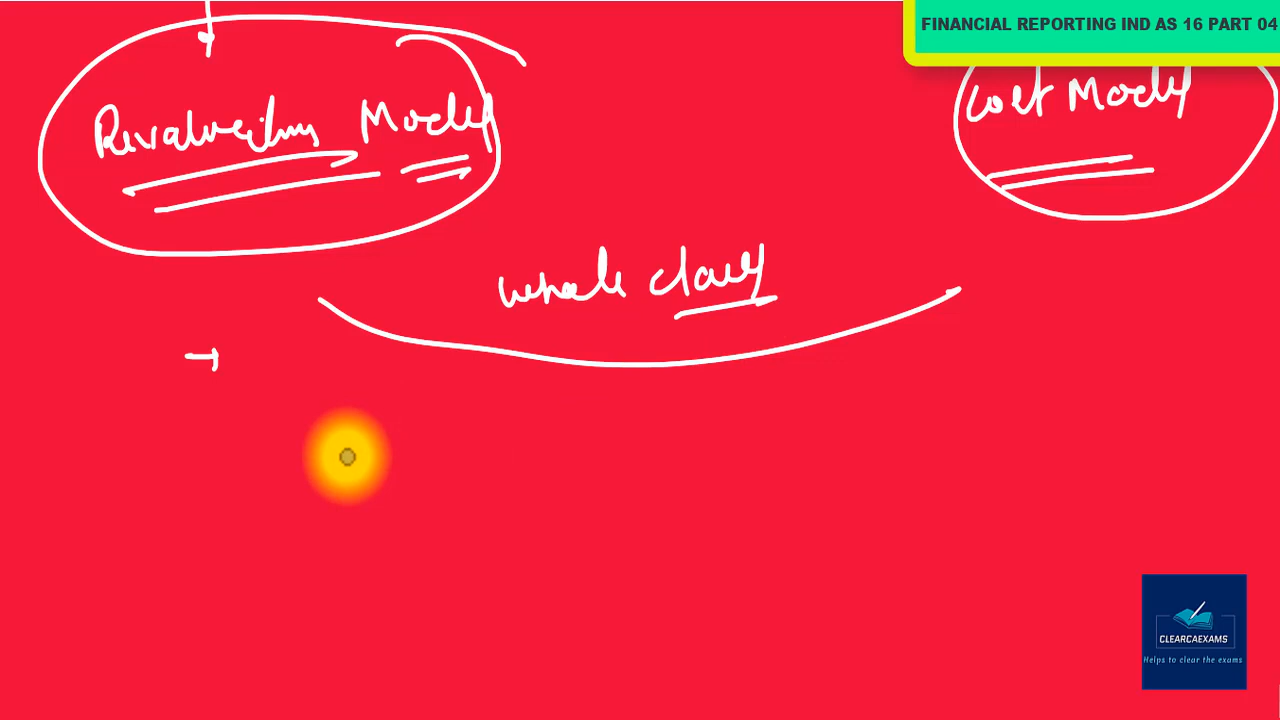 FINANCIAL REPORTING IND AS 16 PART 04
Revaluation Model
Cost Model
whole class
CLEARCAEXAMS
Helps to clear the exams